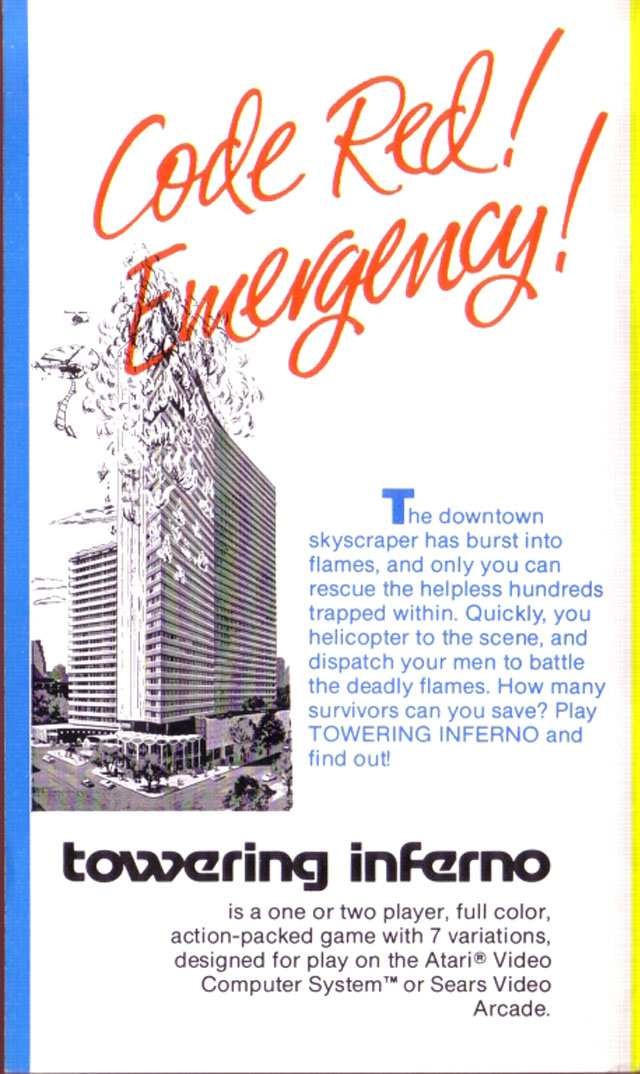 Code Red!
Emergency!
The downtown
skyscraper has burst into
flames, and only you can
rescue the helpless hundreds
trapped within. Quickly, you
helicopter to the scene, and
dispatch your men to battle
the deadly flames. How many
survivors can you save? Play
TOWERING INFERNO and
find out!
towering inferno
is a one or two player, full color,
action-packed game with 7 variations,
designed for play on the Atari® Video
Computer System™ or Sears Video
Arcade.